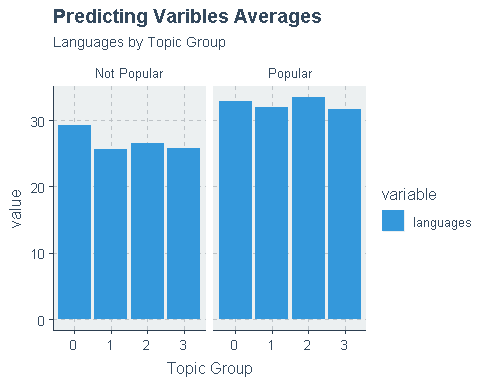 Predicting Varibles Averages
Languages by Topic Group
Not Popular Popular
30
20
10
0
value
0 1 2 3 0 1 2 3
Topic Group
variable
languages